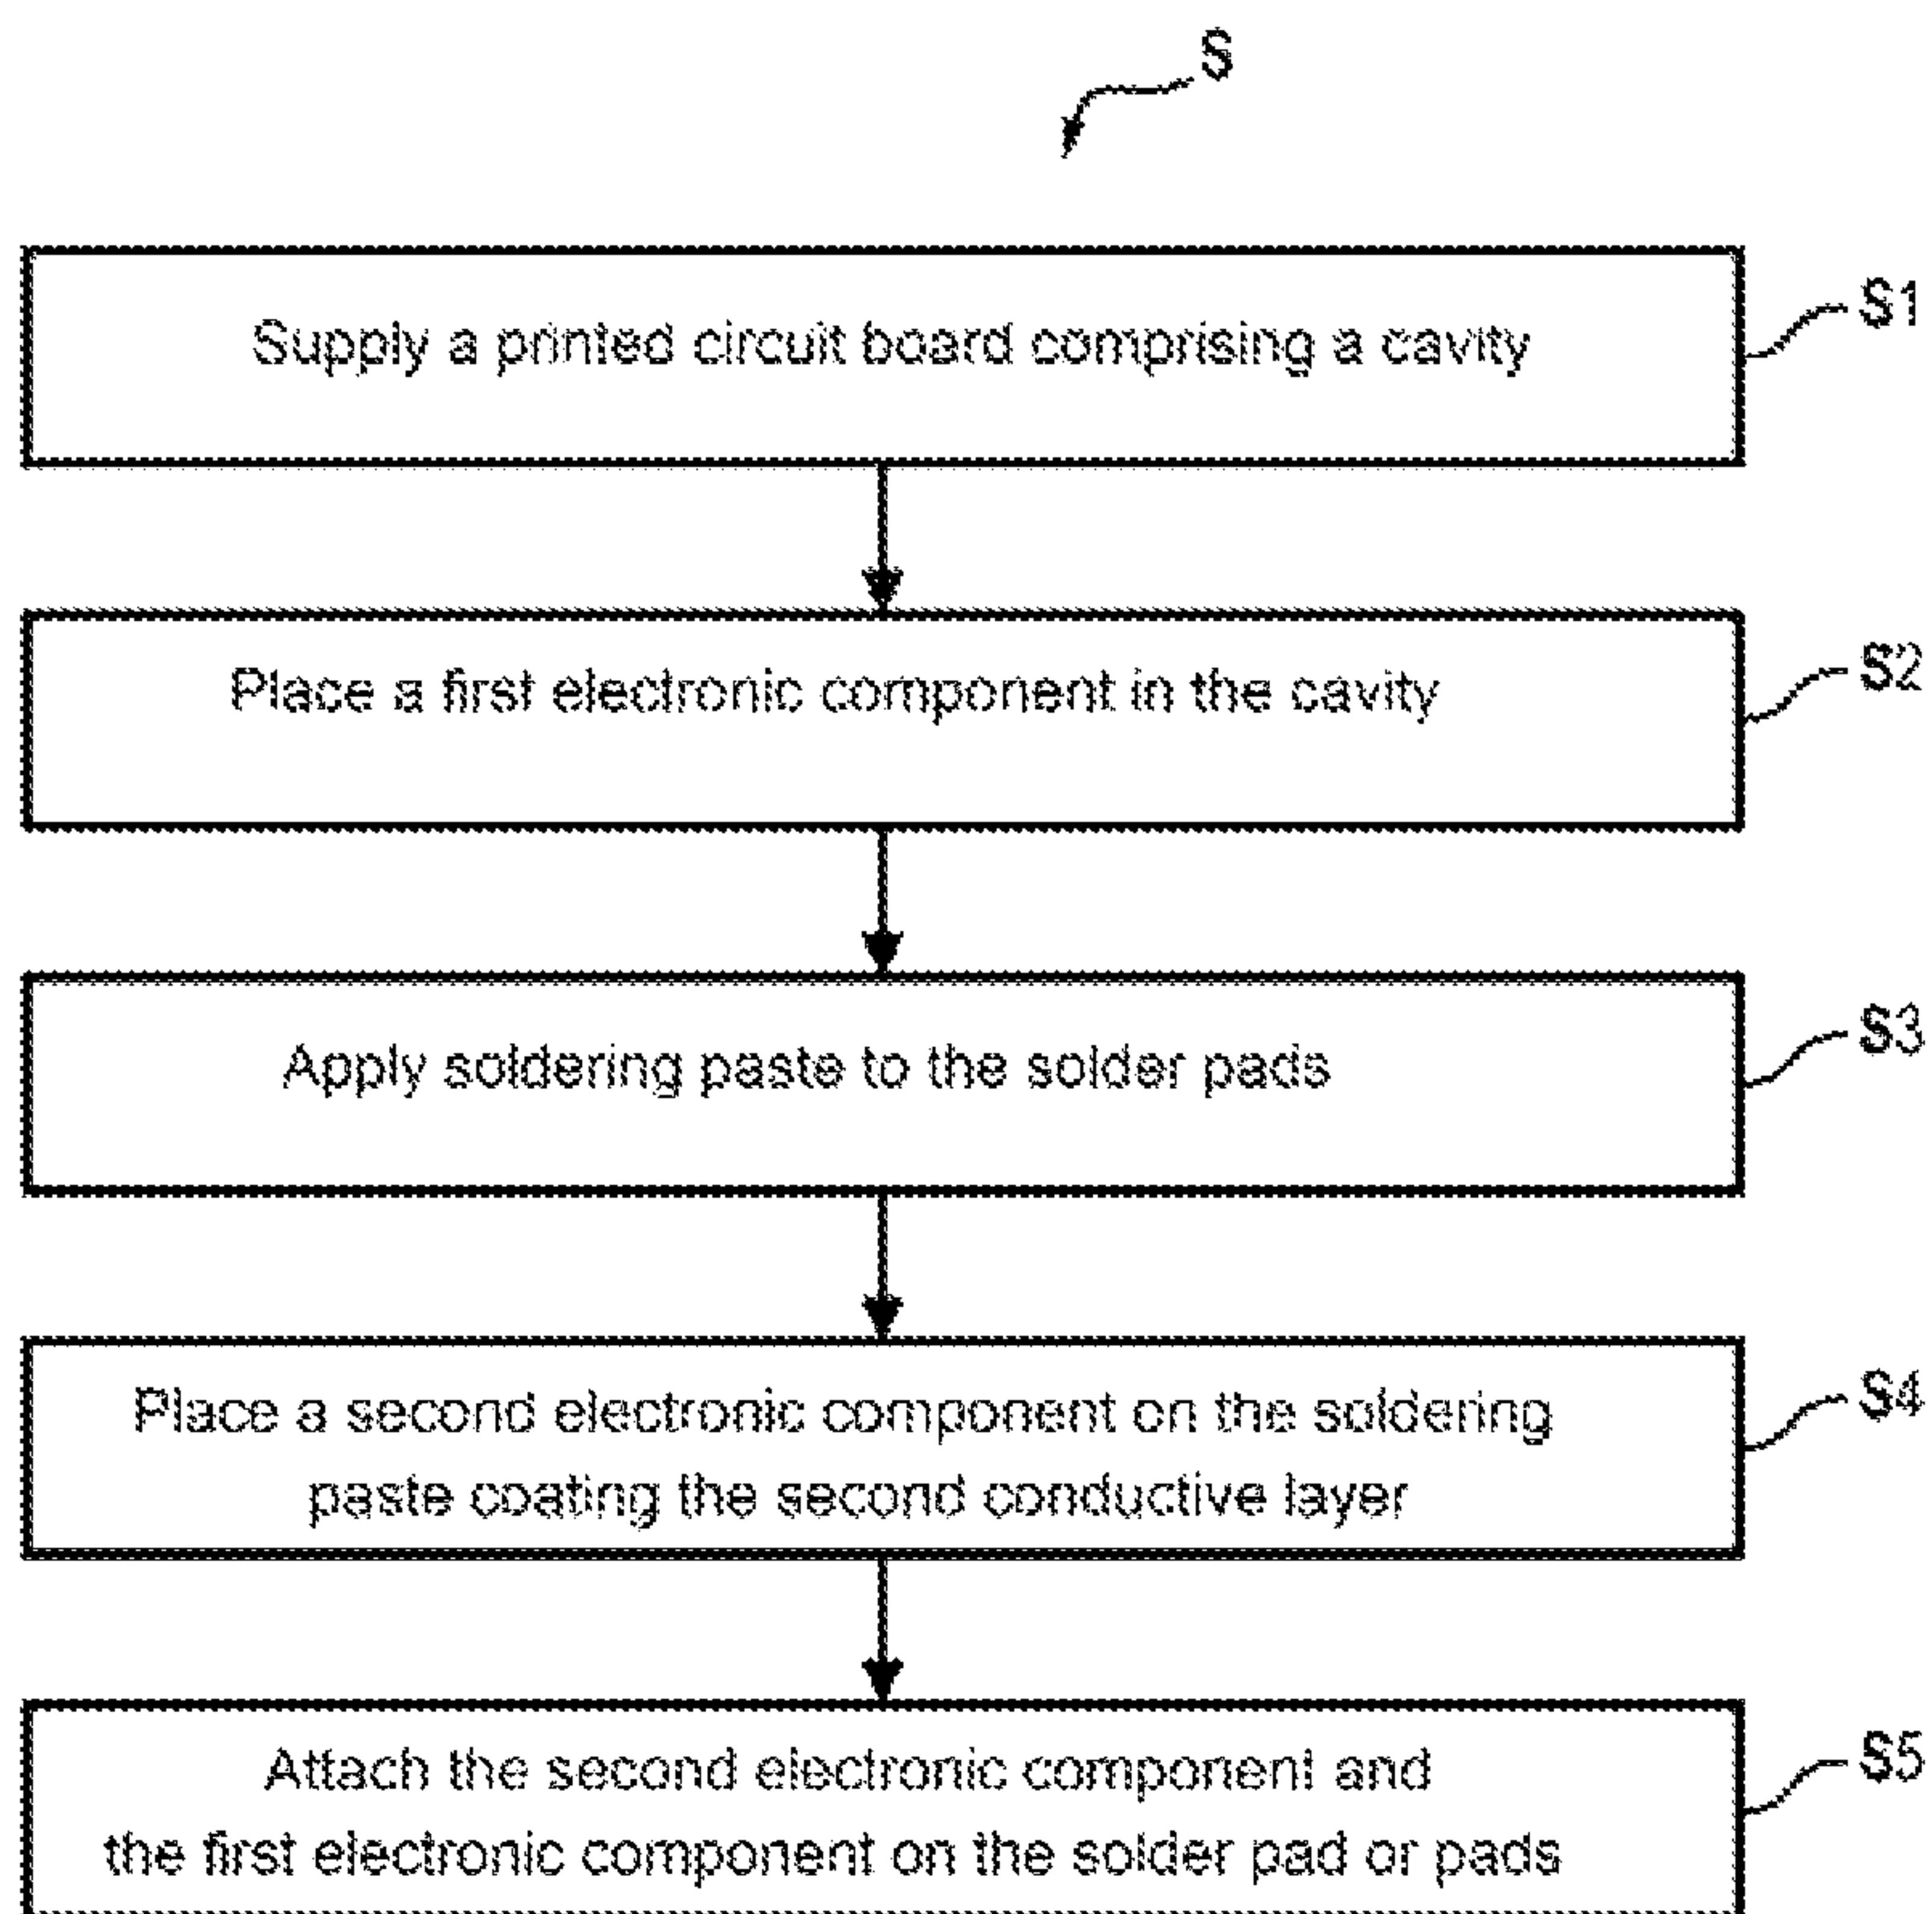 S
Supply a printed circuit board comprising a cavity
S1
Place a first electronic component in the cavity
S2
Apply soldering paste to the solder pads
S3
Place a second electronic component on the soldering
paste coating the second conductive layer
S4
Attach the second electronic component and
the first electronic component on the solder pad or pads
S5